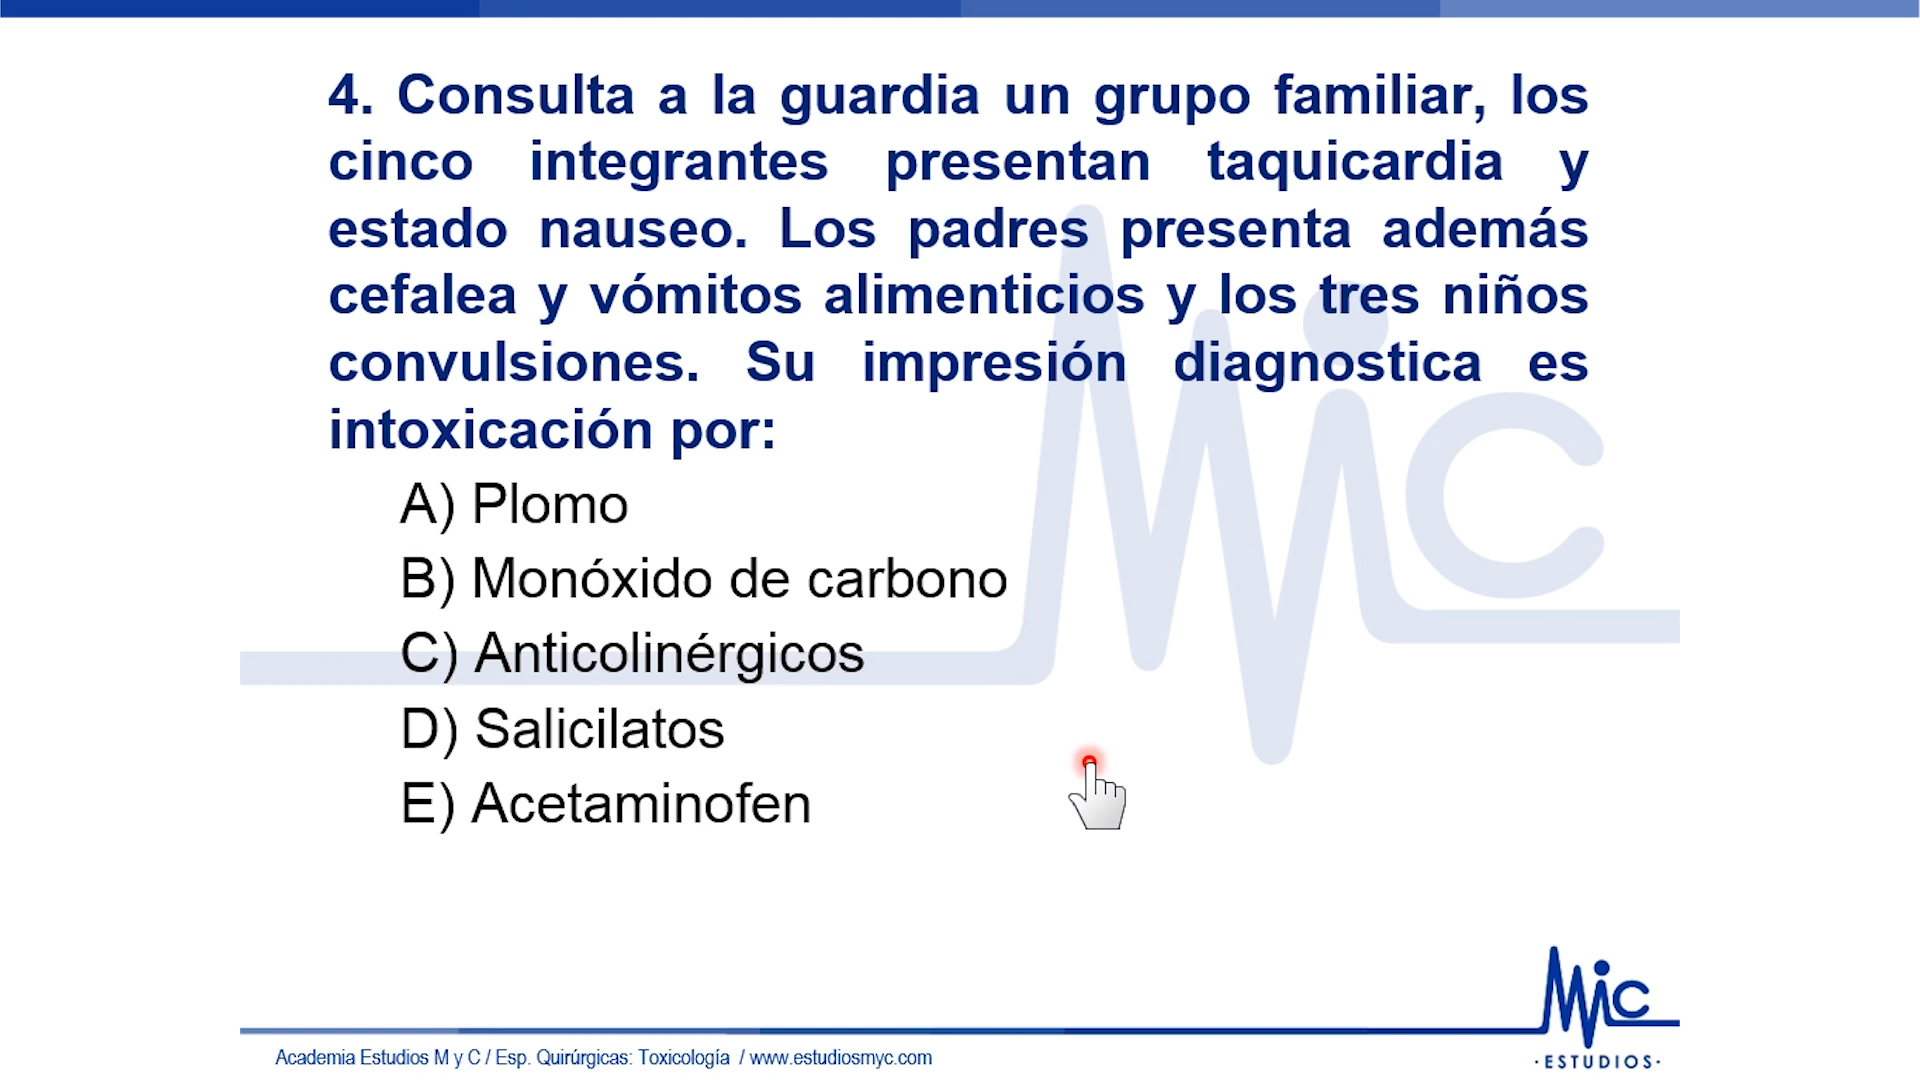 4. Consulta a la guardia un grupo familiar, los
cinco integrantes presentan taquicardia y
estado nauseo. Los padres presenta además
cefalea y vómitos alimenticios y los tres niños
convulsiones. Su impresión diagnostica es
intoxicación por:
A) Plomo
B) Monóxido de carbono
C) Anticolinérgicos
D) Salicilatos
E) Acetaminofen
MiC
MiC
·ESTUDIOS·
Academia Estudios M y C / Esp. Quirúrgicas: Toxicología / www.estudiosmyc.com